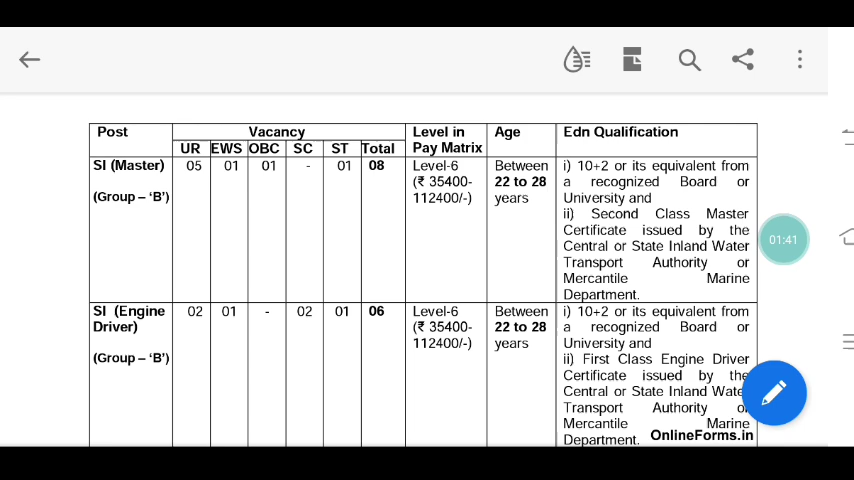 Post Vacancy Level in Pay Matrix Age Edn Qualification
UR EWS OBC SC ST Total
SI (Master) (Group – 'B') 05 01 01 - 01 08
Level-6
(₹ 35400-
112400/-)
Between
22 to 28
years
i) 10+2 or its equivalent from
a recognized Board or
University and
ii) Second Class Master
Certificate issued by the
Central or State Inland Water
Transport Authority or
Mercantile Marine
Department.
SI (Engine
Driver)
(Group – 'B')
02 01 - 02 01 06
Level-6
(₹ 35400-
112400/-)
Between
22 to 28
years
i) 10+2 or its equivalent from
a recognized Board or
University and
ii) First Class Engine Driver
Certificate issued by the
Central or State Inland Wate
Transport Authority o
Mercantile Marine
Department.
OnlineForms.in
01:41